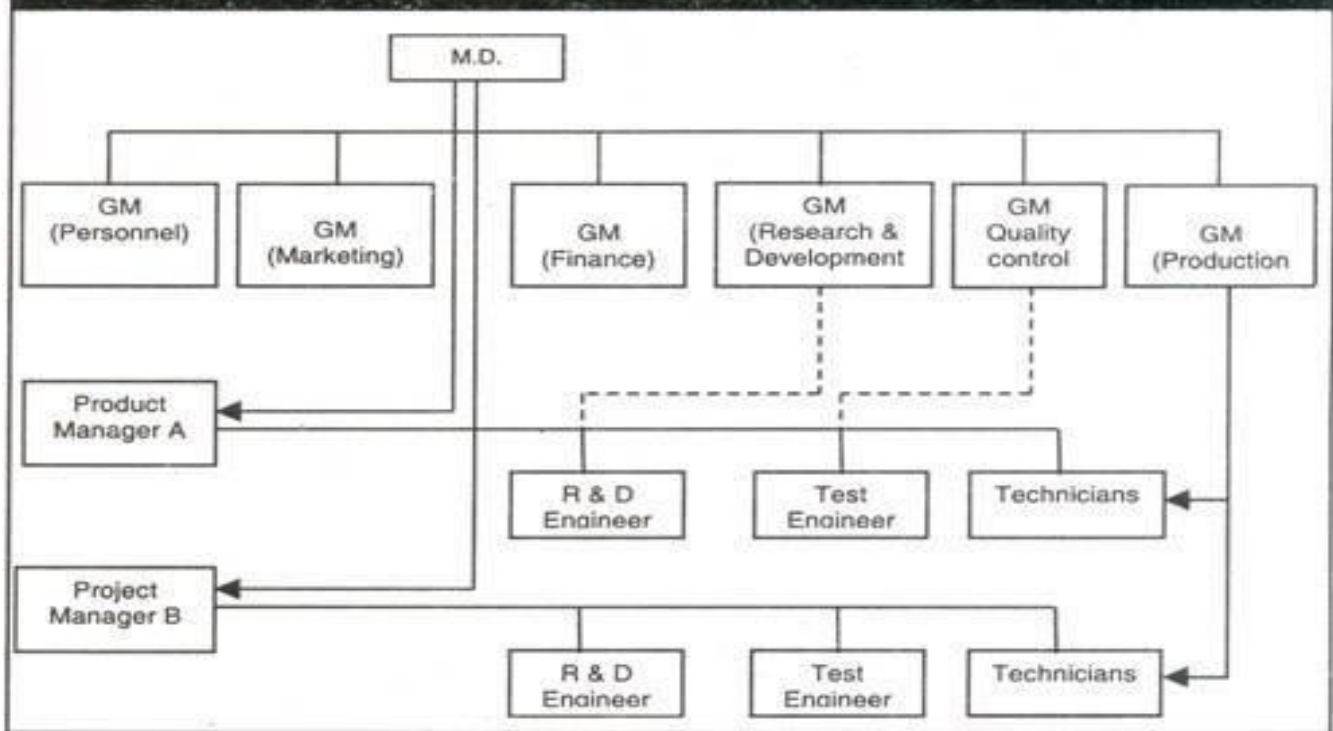 M.D.
GM
(Personnel)
GM
(Marketing)
GM
(Finance)
GM
(Research &
Development
GM
Quality
control
GM
(Production
Product
Manager A
R & D
Engineer
Test
Engineer
Technicians
Project
Manager B
R & D
Engineer
Test
Engineer
Technicians